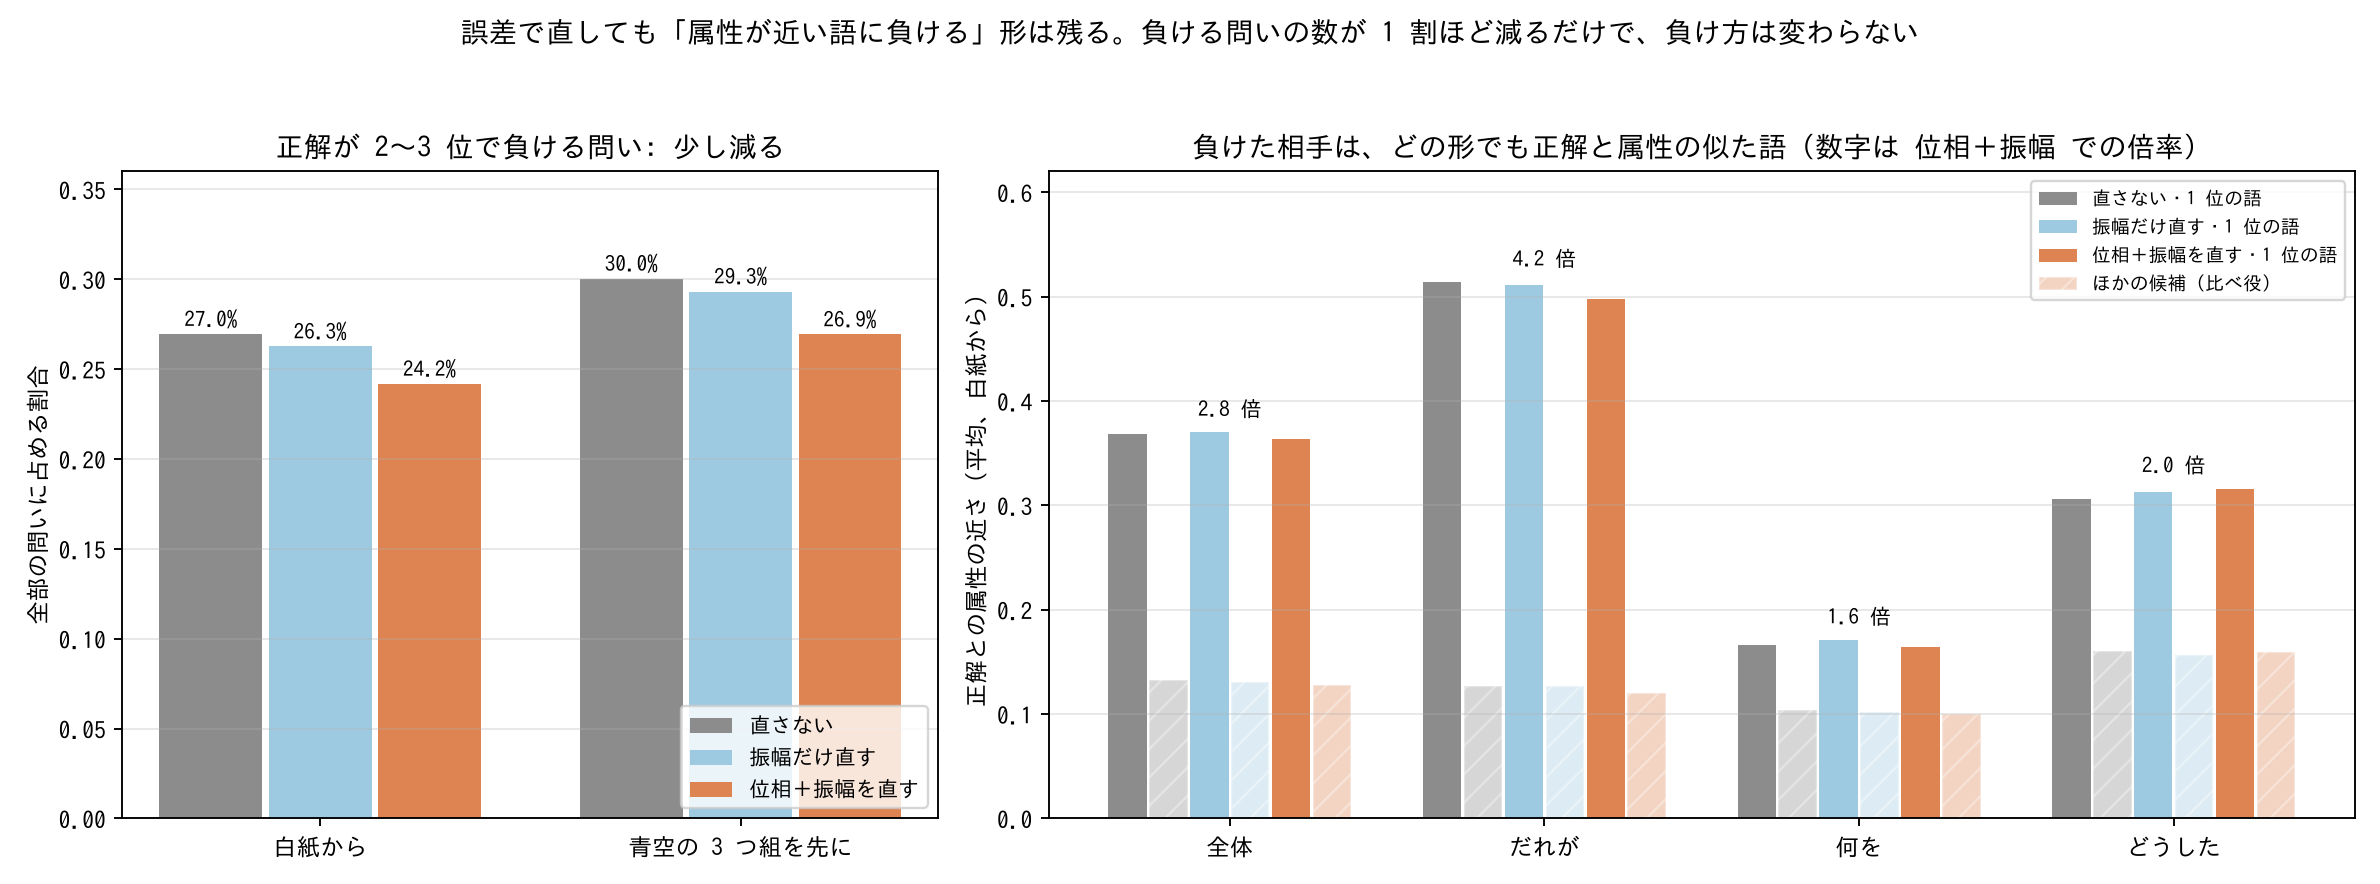 誤差で直しても「属性が近い語に負ける」形は残る。負ける問いの数が 1 割ほど減るだけで、負け方は変わらない
正解が 2〜3 位で負ける問い: 少し減る
全部の問いに占める割合
0.35
0.30
0.25
0.20
0.15
0.10
0.05
0.00
27.0%
26.3%
24.2%
30.0%
29.3%
26.9%
直さない
振幅だけ直す
位相＋振幅を直す
白紙から
青空の 3 つ組を先に
負けた相手は、どの形でも正解と属性の似た語（数字は 位相＋振幅 での倍率）
正解との属性の近さ（平均、白紙から）
0.6
0.5
0.4
0.3
0.2
0.1
0.0
2.8 倍
4.2 倍
1.6 倍
2.0 倍
直さない・1 位の語
振幅だけ直す・1 位の語
位相＋振幅を直す・1 位の語
ほかの候補（比べ役）
全体
だれが
何を
どうした